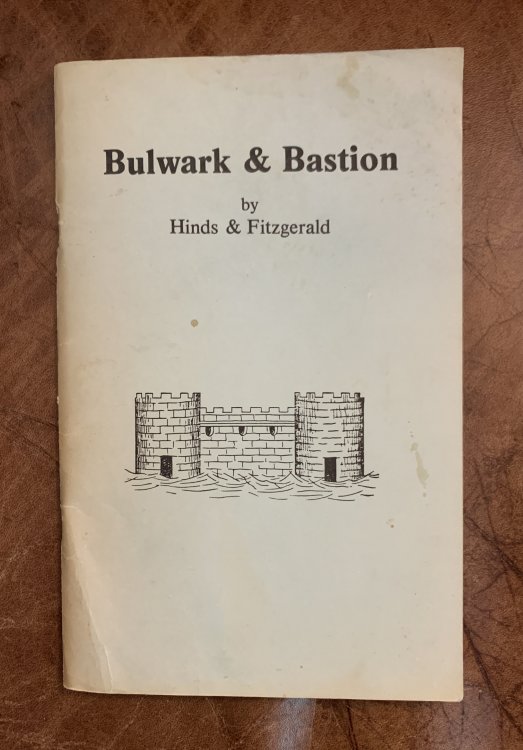 Bulwark & Bastion
by
Hinds & Fitzgerald